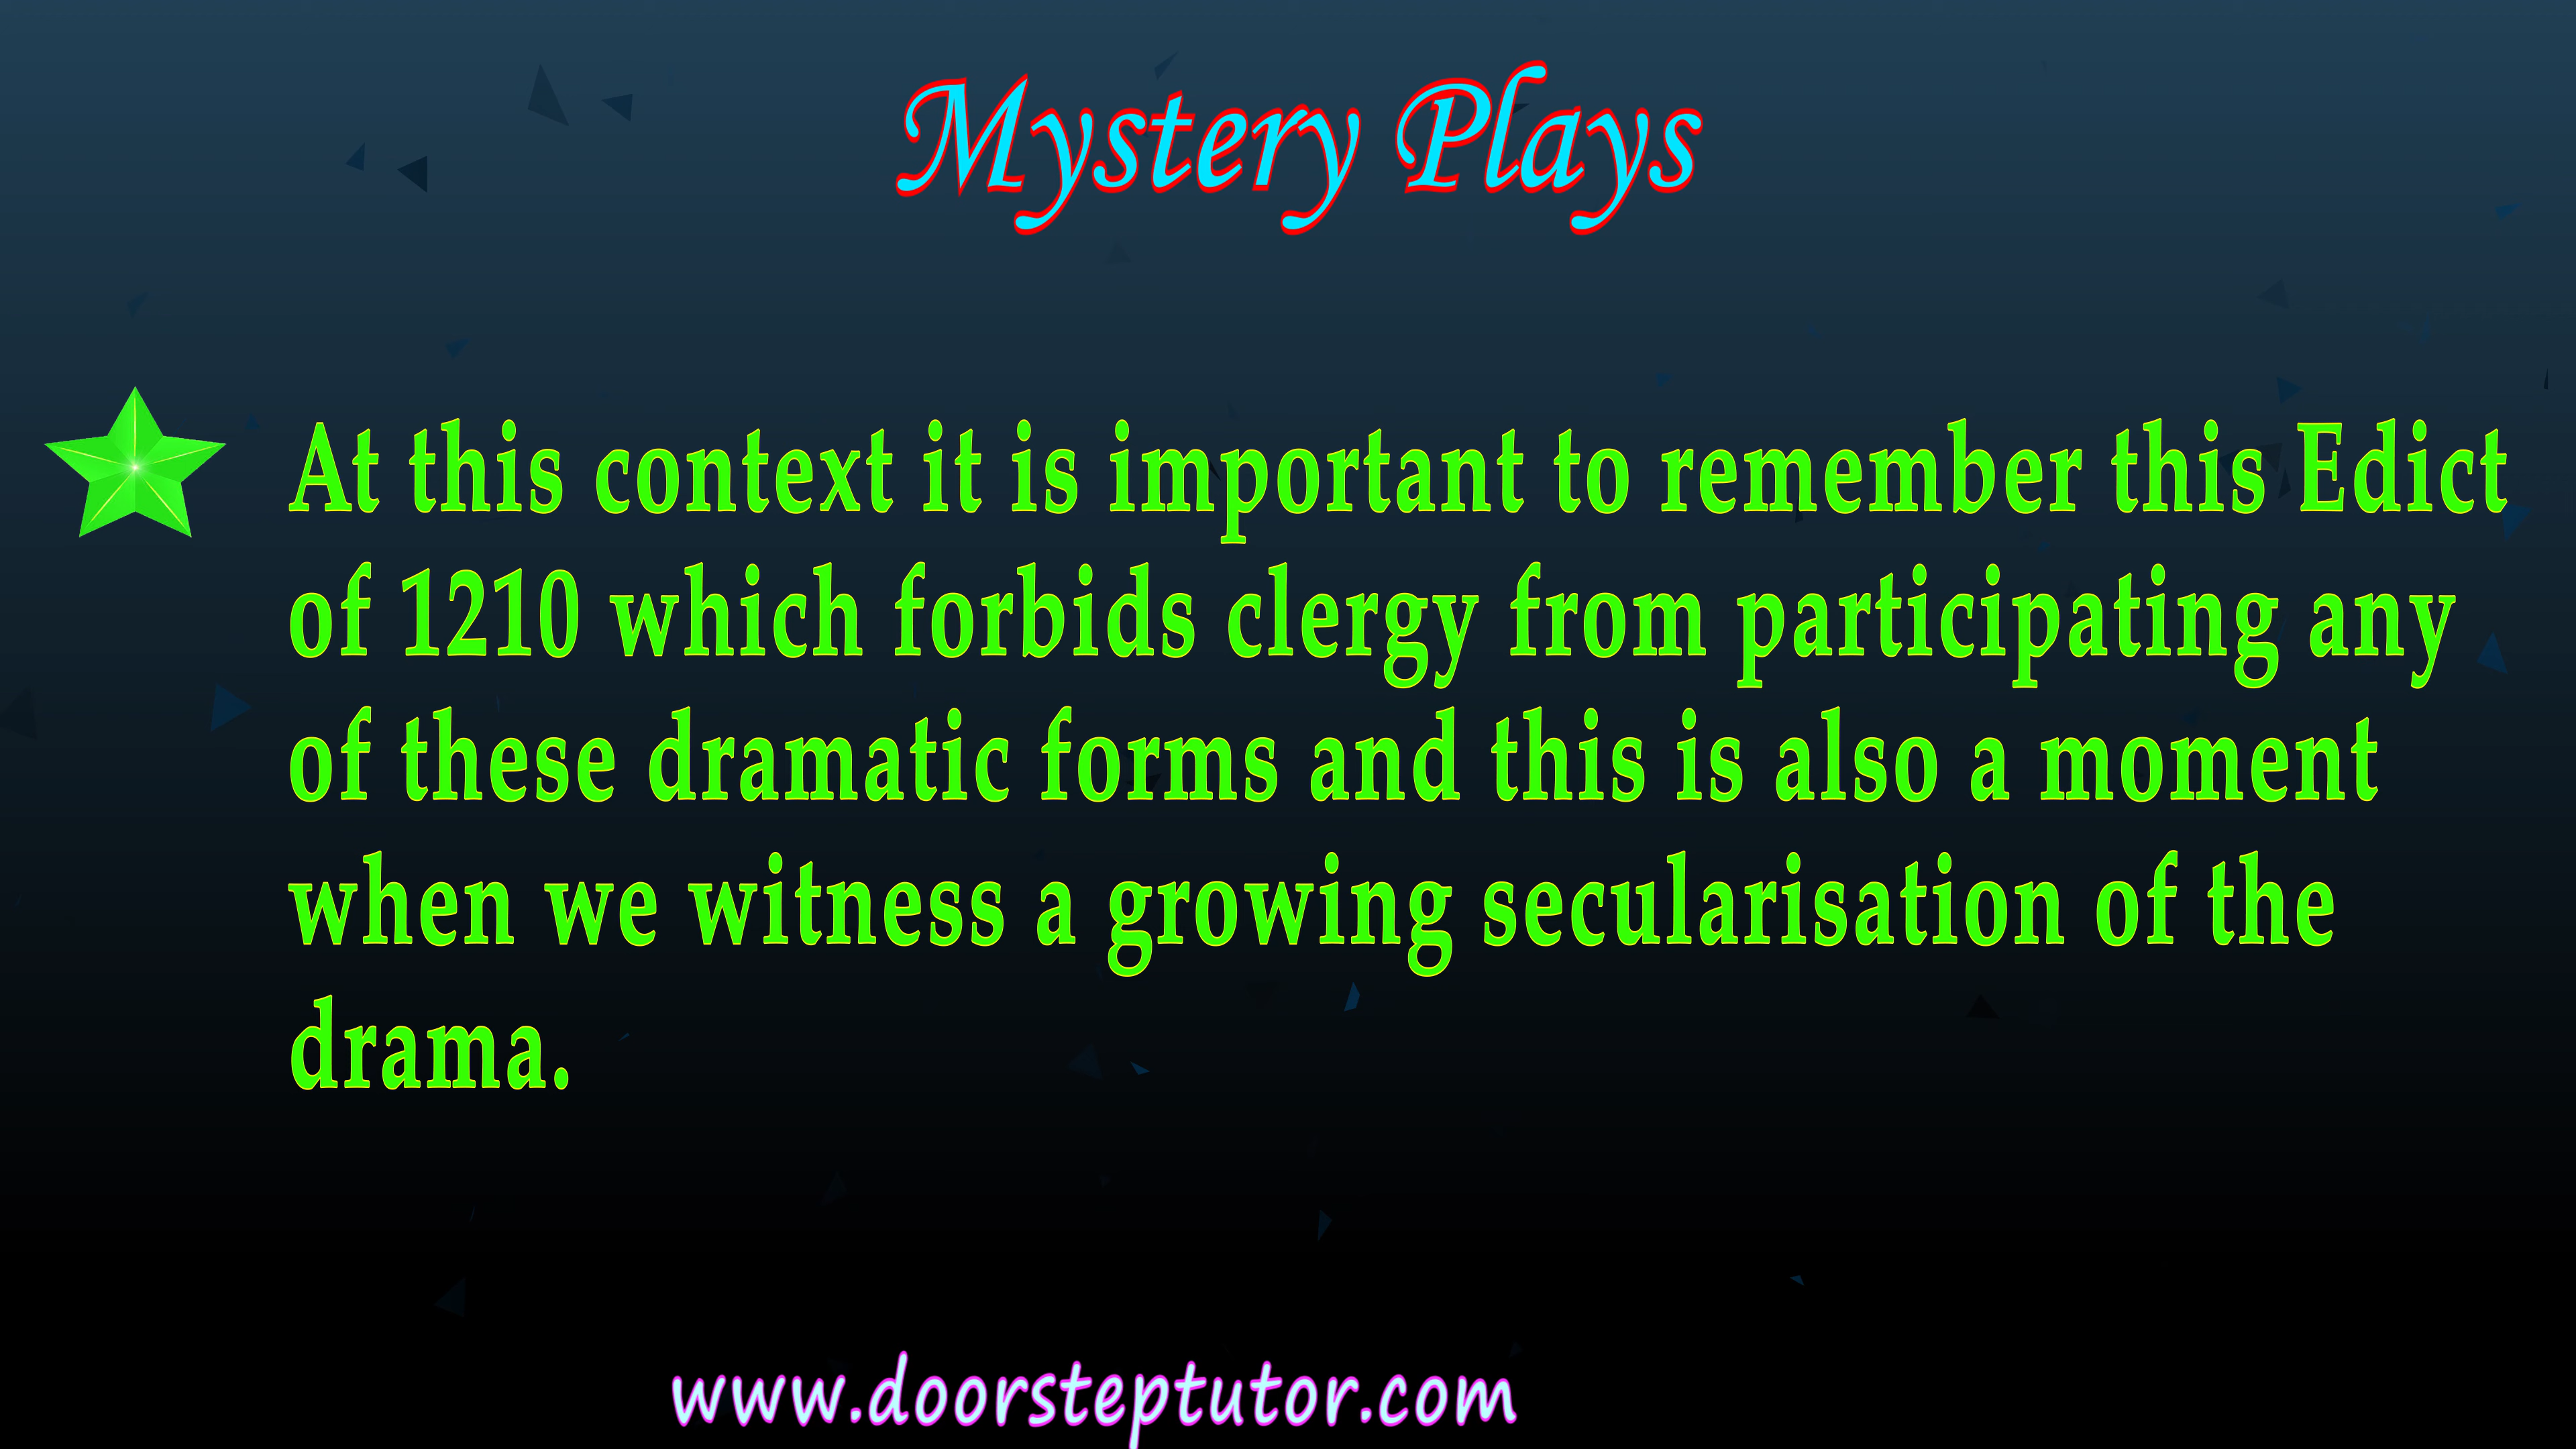 Mystery Plays
At this context it is important to remember this Edict
of 1210 which forbids clergy from participating any
of these dramatic forms and this is also a moment
when we witness a growing secularisation of the
drama.
www.doorsteptutor.com